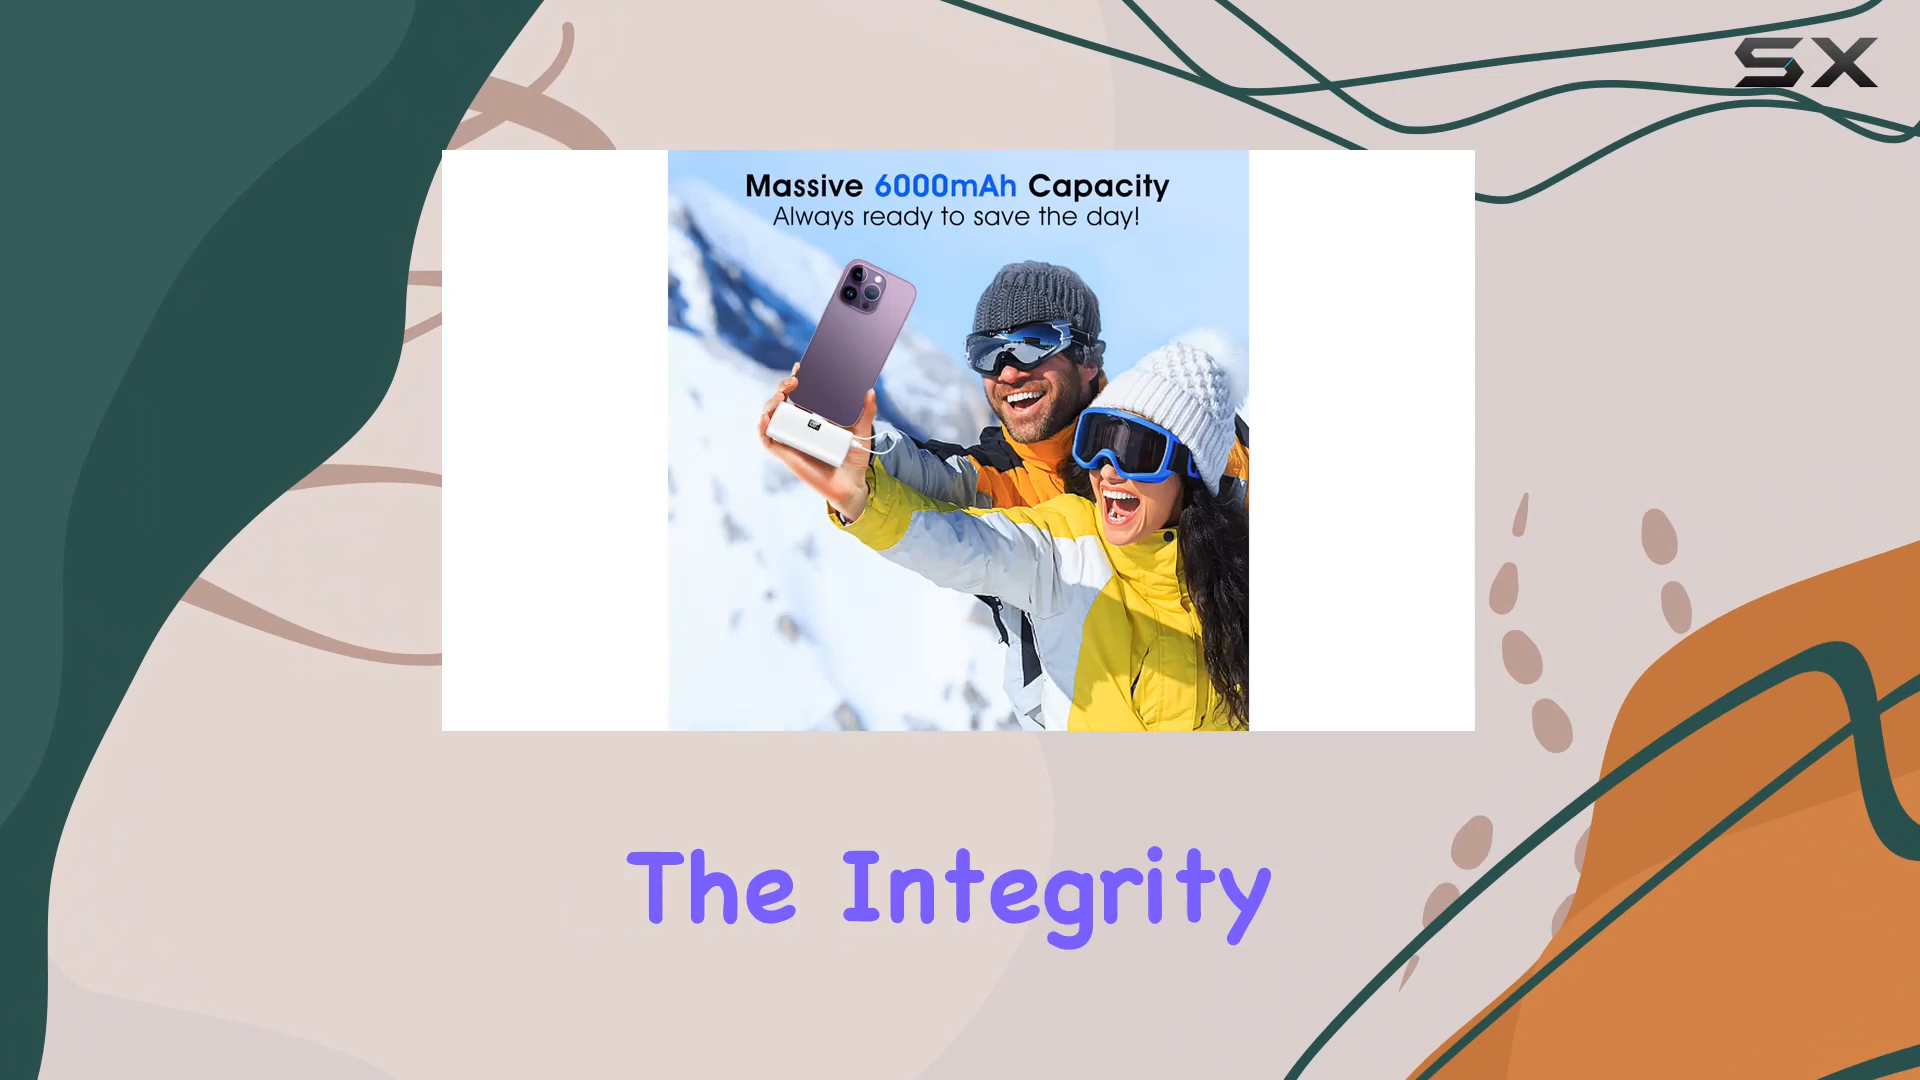 SX
Massive 6000mAh Capacity
Always ready to save the day!
The Integrity